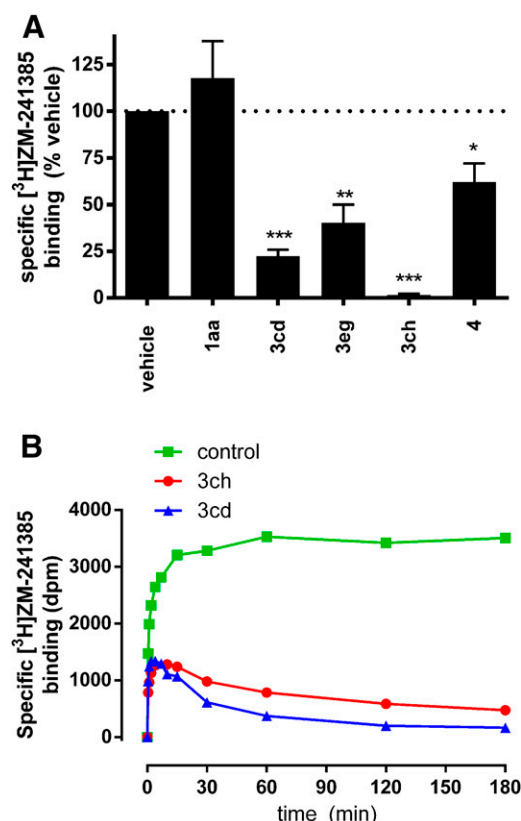 A
specific [³H]ZM-241385
binding (% vehicle)
125
100
75
50
25
0
***
**
***
*
vehicle
1aa
3cd
3eg
3ch
4
B
control
3ch
3cd
Specific [³H]ZM-241385
binding (dpm)
4000
3000
2000
1000
0
0 30 60 90 120 150 180
time (min)